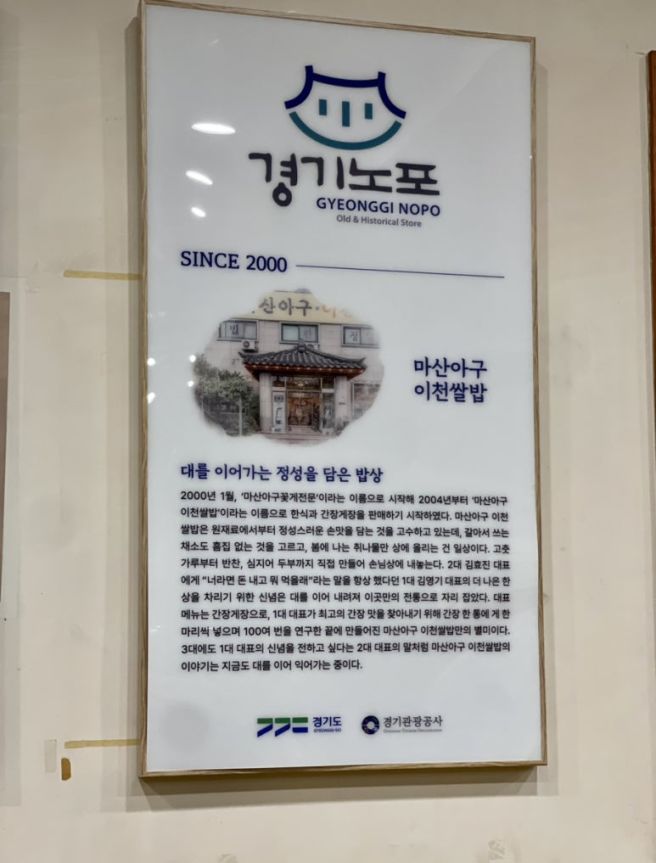 경기노포
GYEONGGI NOPO
Old & Historical Store
SINCE 2000
산아구
마산아구
이천쌀밥
대를 이어가는 정성을 담은 밥상
2000년 1월, ‘마산아구꽃게전문’이라는 이름으로 시작해 2004년부터 ‘마산아구
이천쌀밥’이라는 이름으로 한식과 간장게장을 판매하기 시작하였다. 마산아구 이천
쌀밥은 원재료에서부터 정성스러운 손맛을 담는 것을 고수하고 있는데, 갈아서 쓰는
채소도 흠집 없는 것을 고르고, 봄에 나는 취나물만 상에 올리는 건 일상이다. 고춧
가루부터 반찬, 심지어 두부까지 직접 만들어 손님상에 내놓는다. 2대 김효진 대표
에게 “너라면 돈 내고 뭐 먹을래”라는 말을 항상 했다던 1대 김영기 대표의 더 나은 한
상을 차리기 위한 신념은 대를 이어 내려져 이곳만의 전통으로 자리 잡았다. 대표
메뉴는 간장게장으로, 1대 대표가 최고의 간장 맛을 찾아내기 위해 간장 한 통에 게 한
마리씩 넣으며 100여 번을 연구한 끝에 만들어진 마산아구 이천쌀밥만의 별미이다.
3대에도 1대 대표의 신념을 전하고 싶다는 2대 대표의 말처럼 마산아구 이천쌀밥의
이야기는 지금도 대를 이어 익어가는 중이다.
경기도
GYEONGGI-DO
경기관광공사